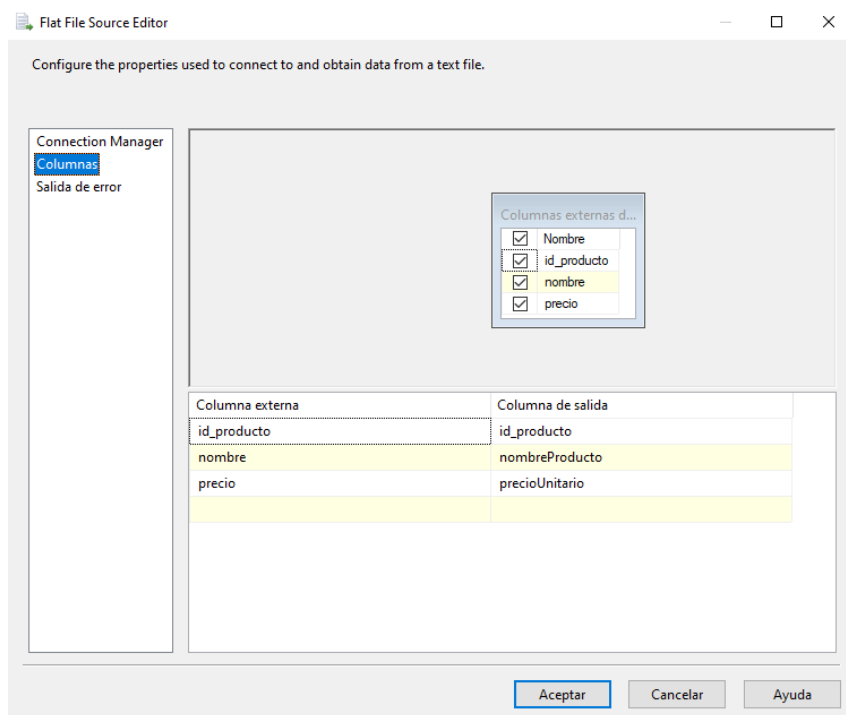 Flat File Source Editor
Configure the properties used to connect to and obtain data from a text file.
Connection Manager
Columnas
Salida de error
Columnas externas d...
Nombre
id_producto
nombre
precio
Columna externa Columna de salida
id_producto id_producto
nombre nombreProducto
precio precioUnitario
Aceptar Cancelar Ayuda